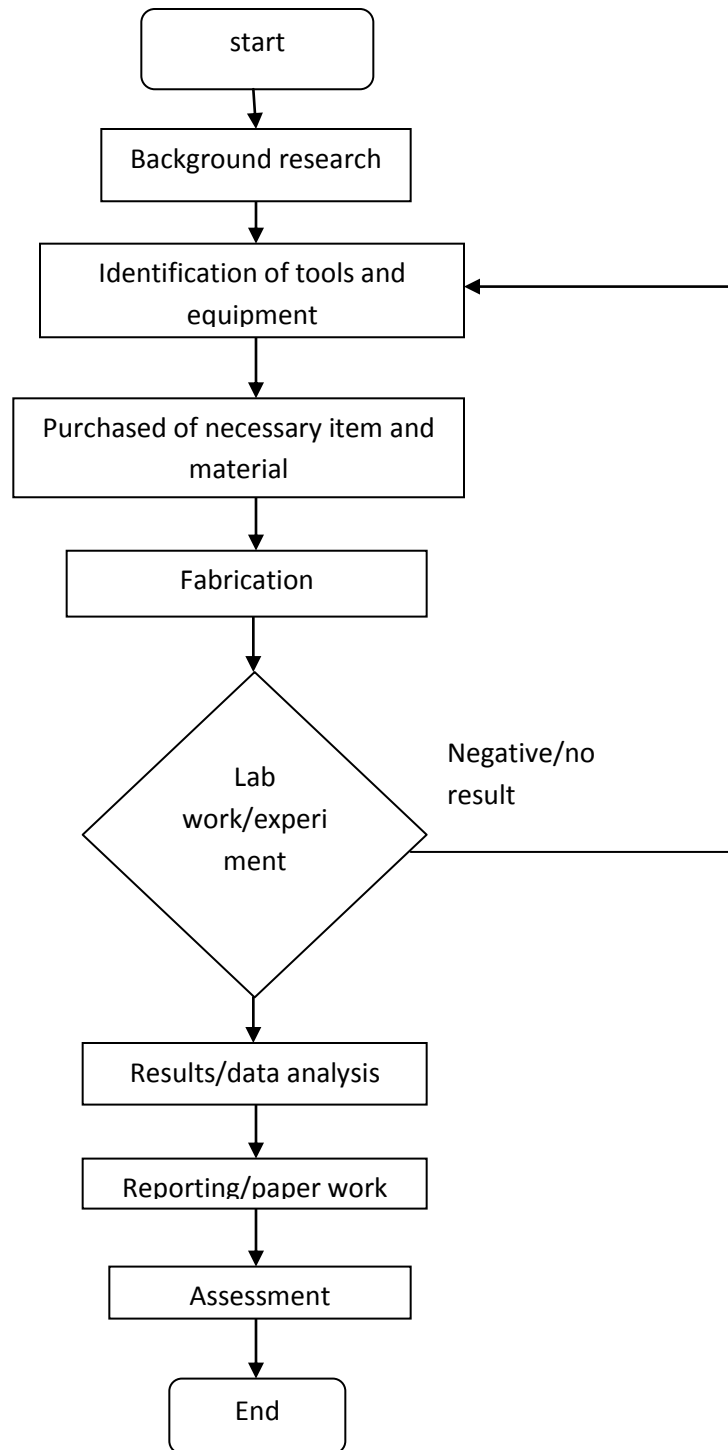 start
Background research
Identification of tools and
equipment
Purchased of necessary item and
material
Fabrication
Lab
work/experi
ment
Negative/no
result
Results/data analysis
Reporting/paper work
Assessment
End